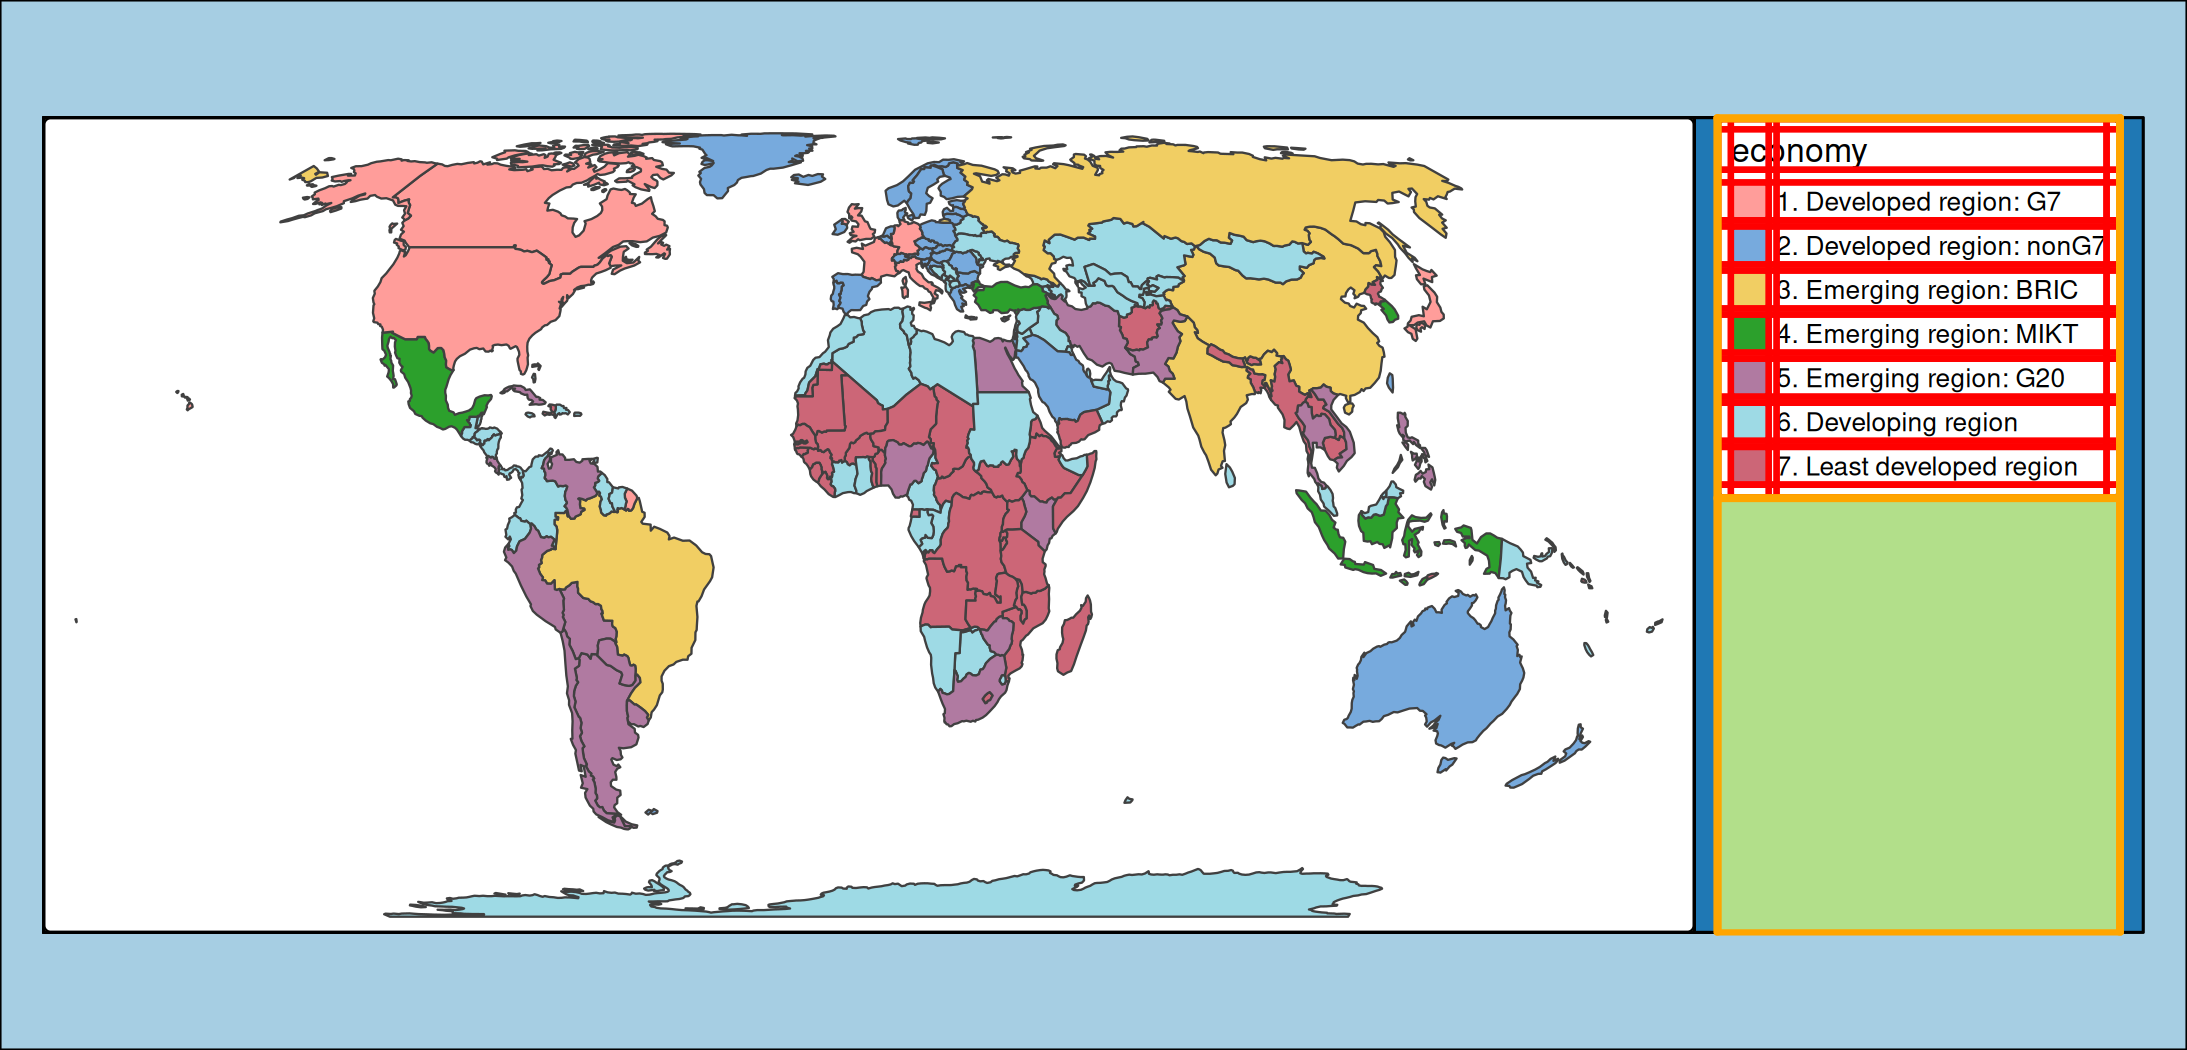 economy
1. Developed region: G7
2. Developed region: nonG7
3. Emerging region: BRIC
4. Emerging region: MIKT
5. Emerging region: G20
6. Developing region
7. Least developed region